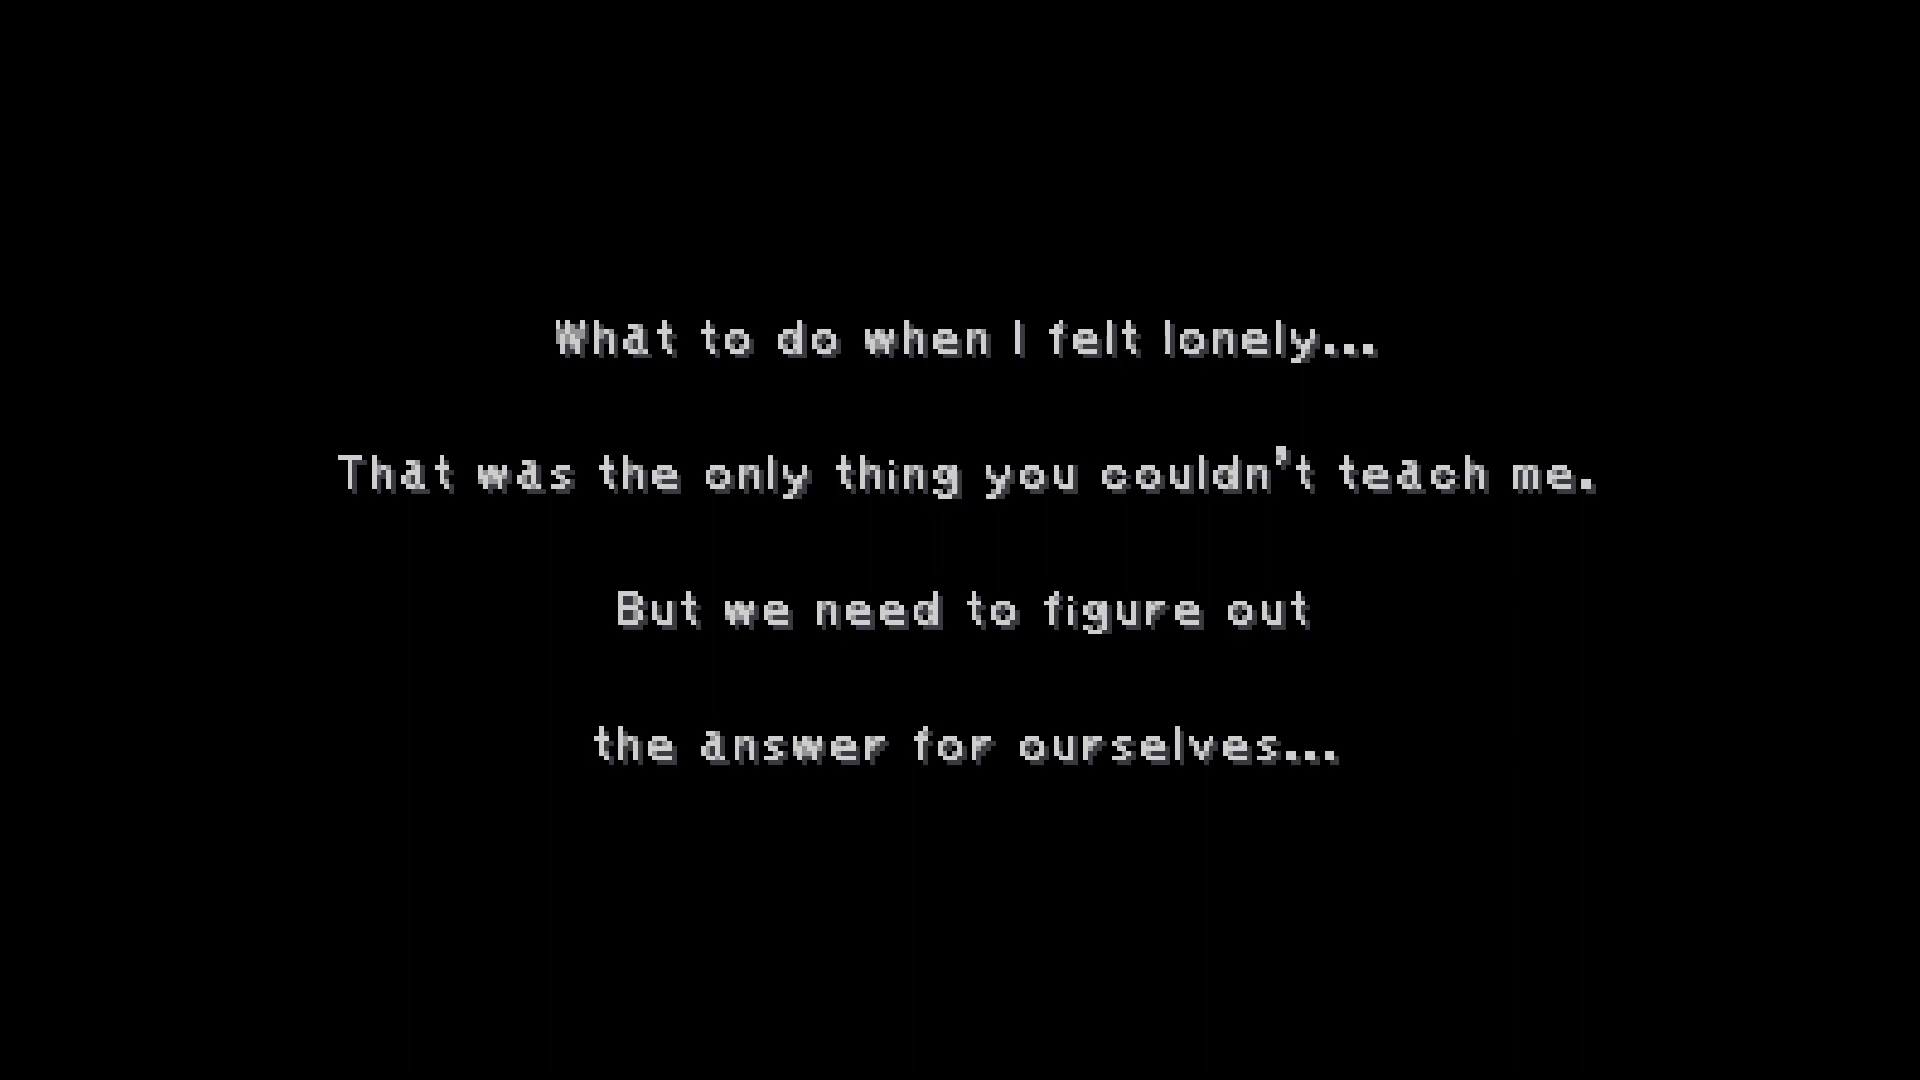 What to do when I felt lonely...
That was the only thing you couldn't teach me.
But we need to figure out
the answer for ourselves...